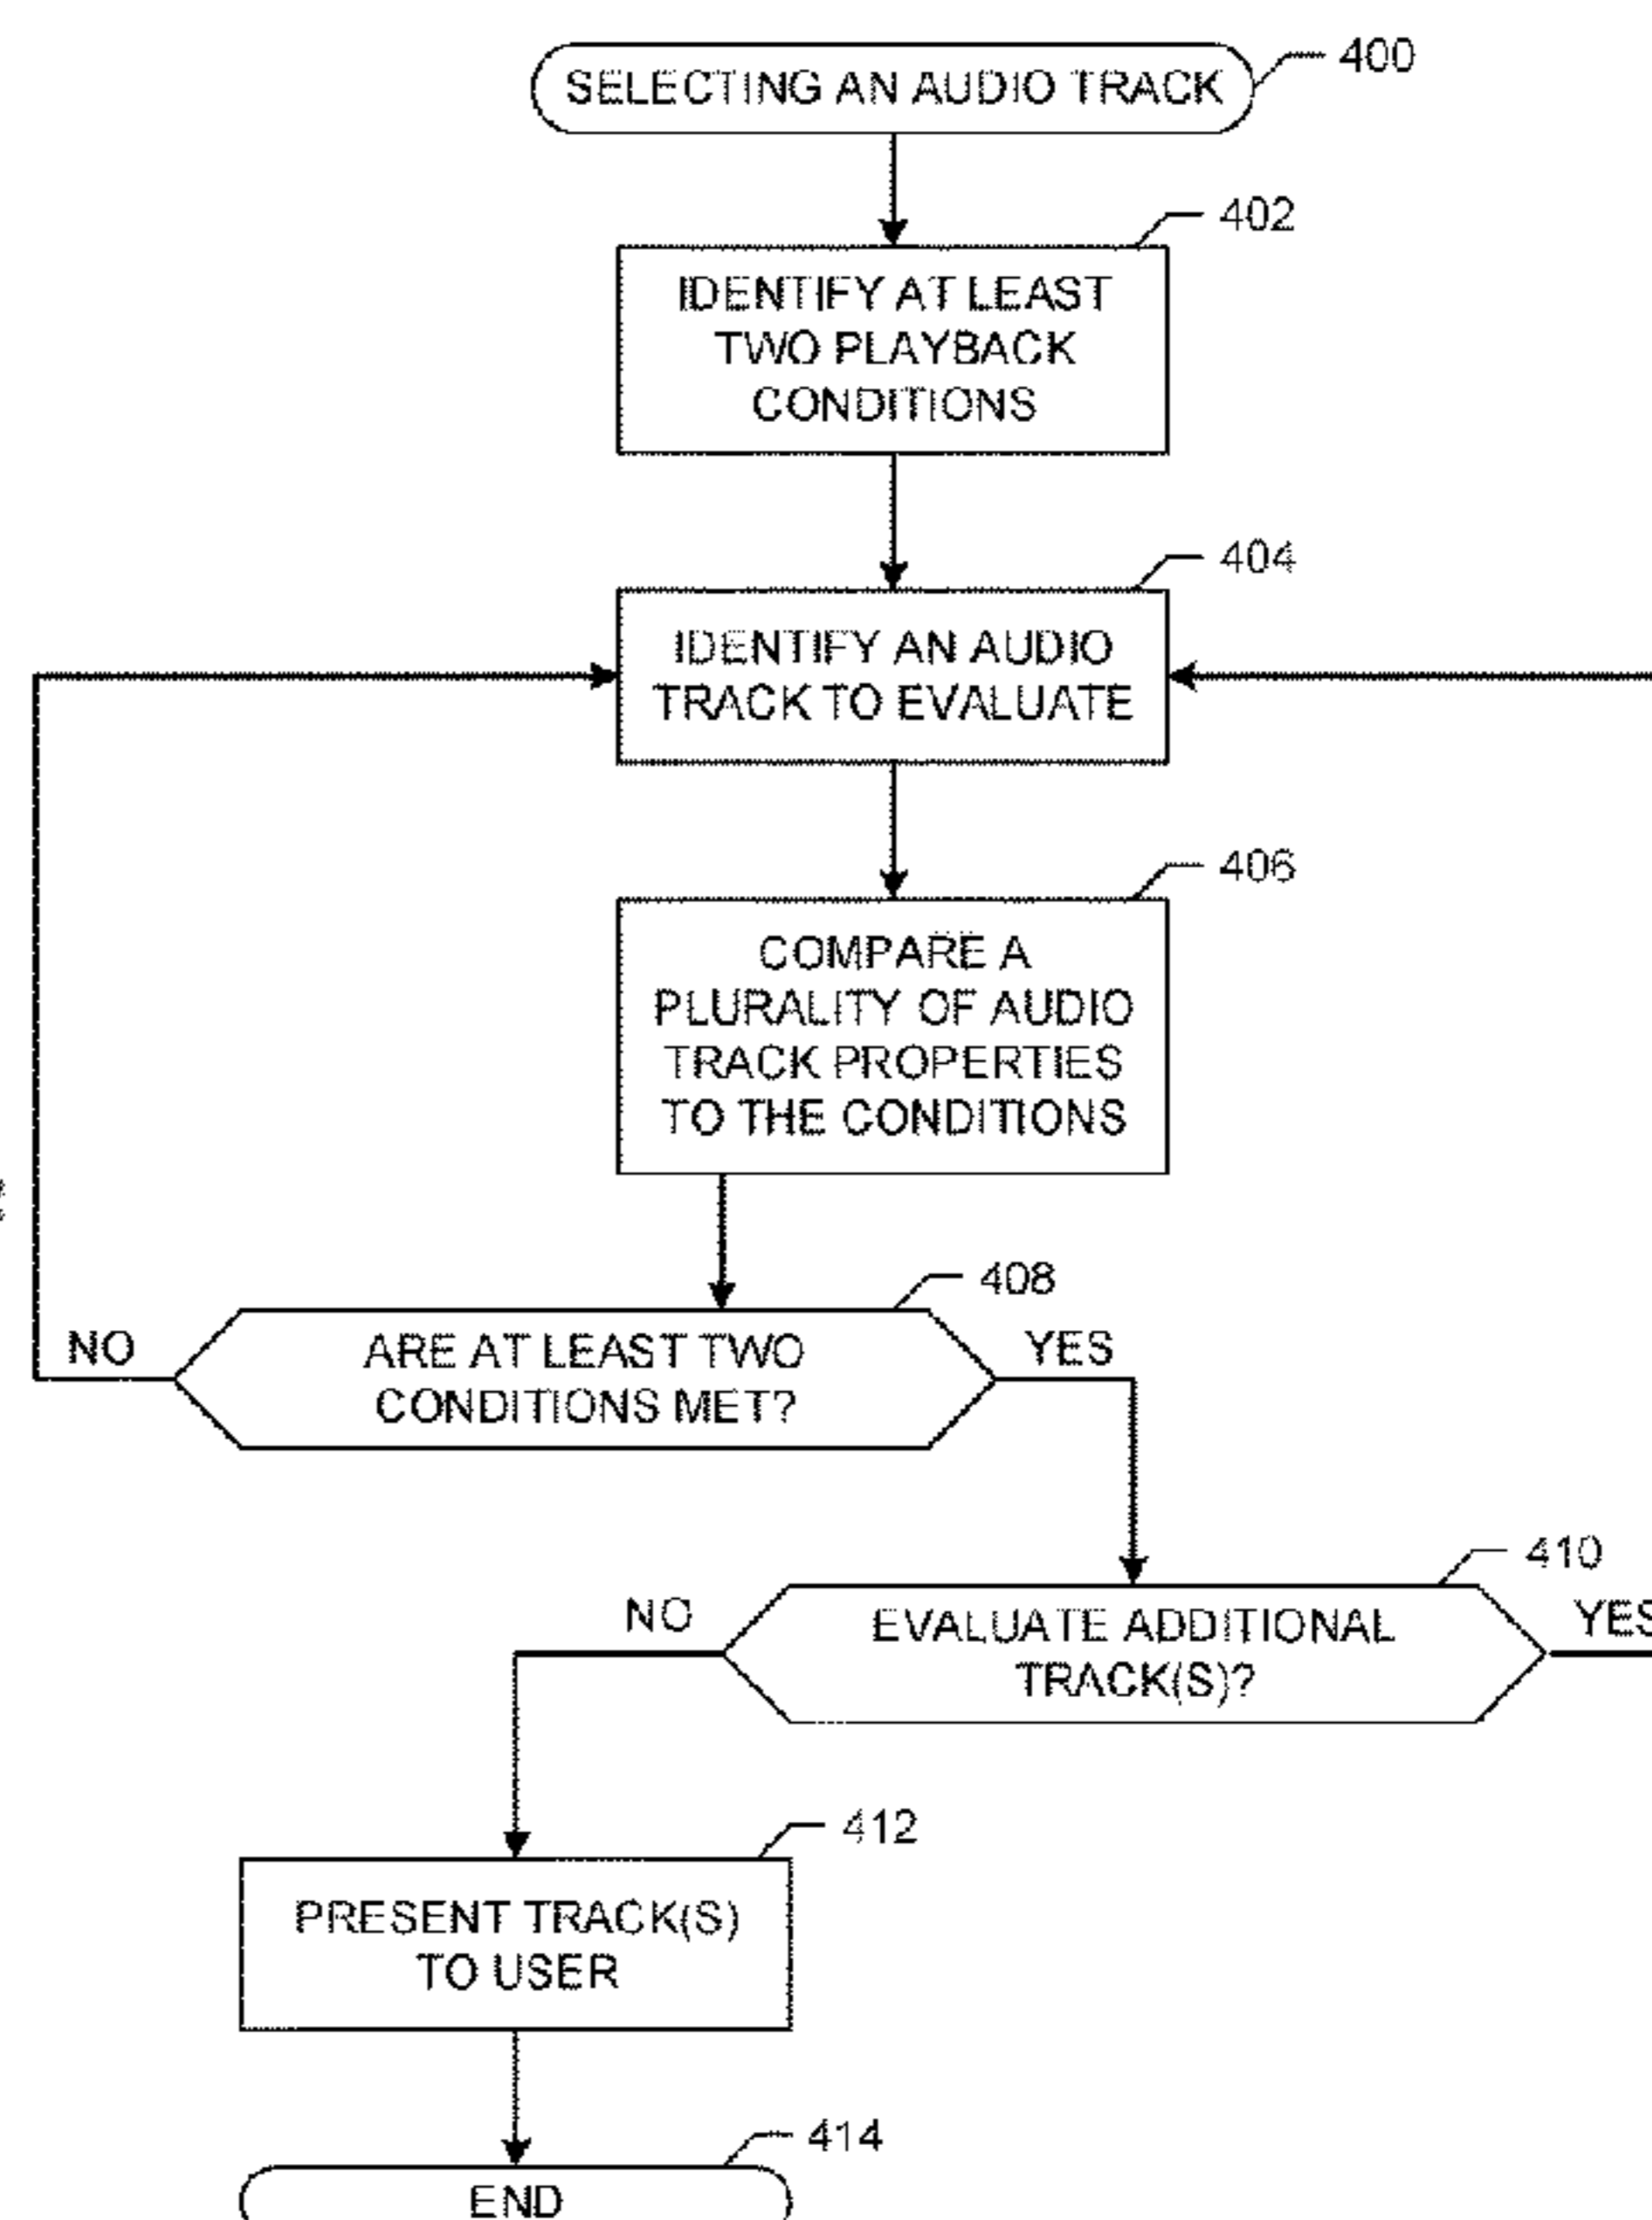 SELECTING AN AUDIO TRACK
400
402
IDENTIFY AT LEAST
TWO PLAYBACK
CONDITIONS
404
IDENTIFY AN AUDIO
TRACK TO EVALUATE
406
COMPARE A
PLURALITY OF AUDIO
TRACK PROPERTIES
TO THE CONDITIONS
408
NO
ARE AT LEAST TWO
CONDITIONS MET?
YES
410
NO
EVALUATE ADDITIONAL
TRACK(S)?
YES
412
PRESENT TRACK(S)
TO USER
414
END